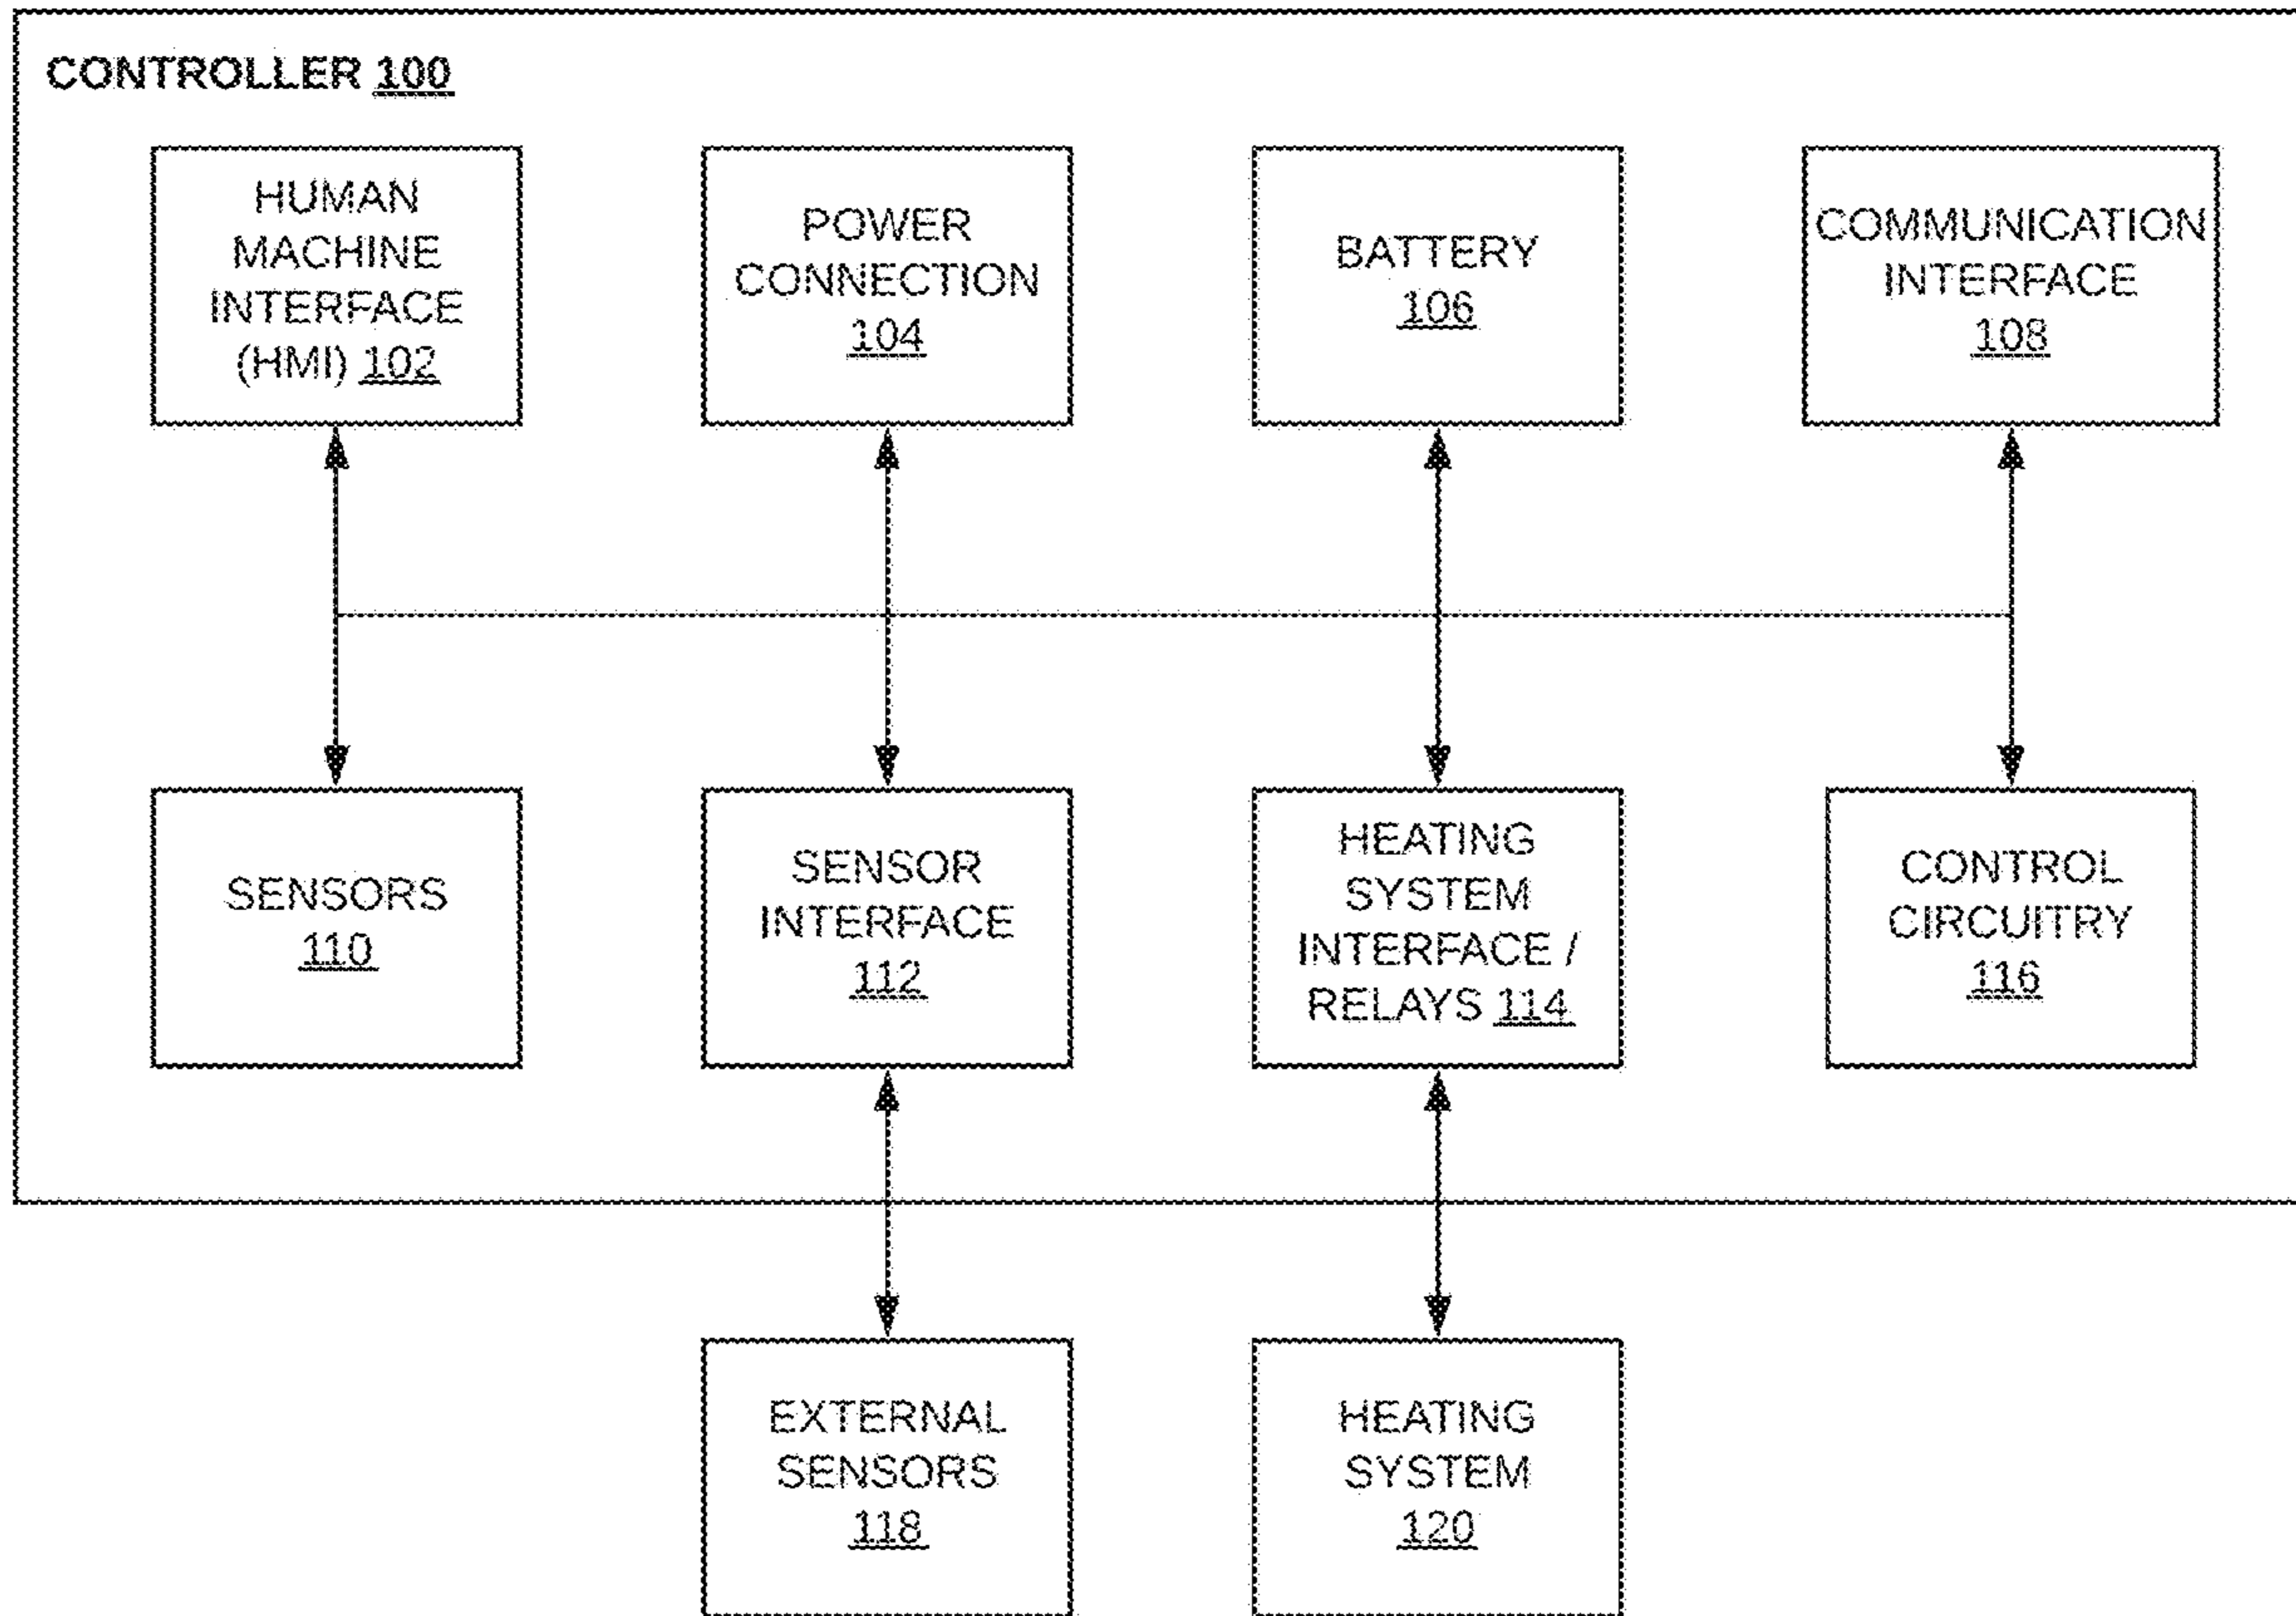 CONTROLLER 100
HUMAN
MACHINE
INTERFACE
(HMI) 102
POWER
CONNECTION
104
BATTERY
106
COMMUNICATION
INTERFACE
108
SENSORS
110
SENSOR
INTERFACE
112
HEATING
SYSTEM
INTERFACE /
RELAYS 114
CONTROL
CIRCUITRY
116
EXTERNAL
SENSORS
118
HEATING
SYSTEM
120